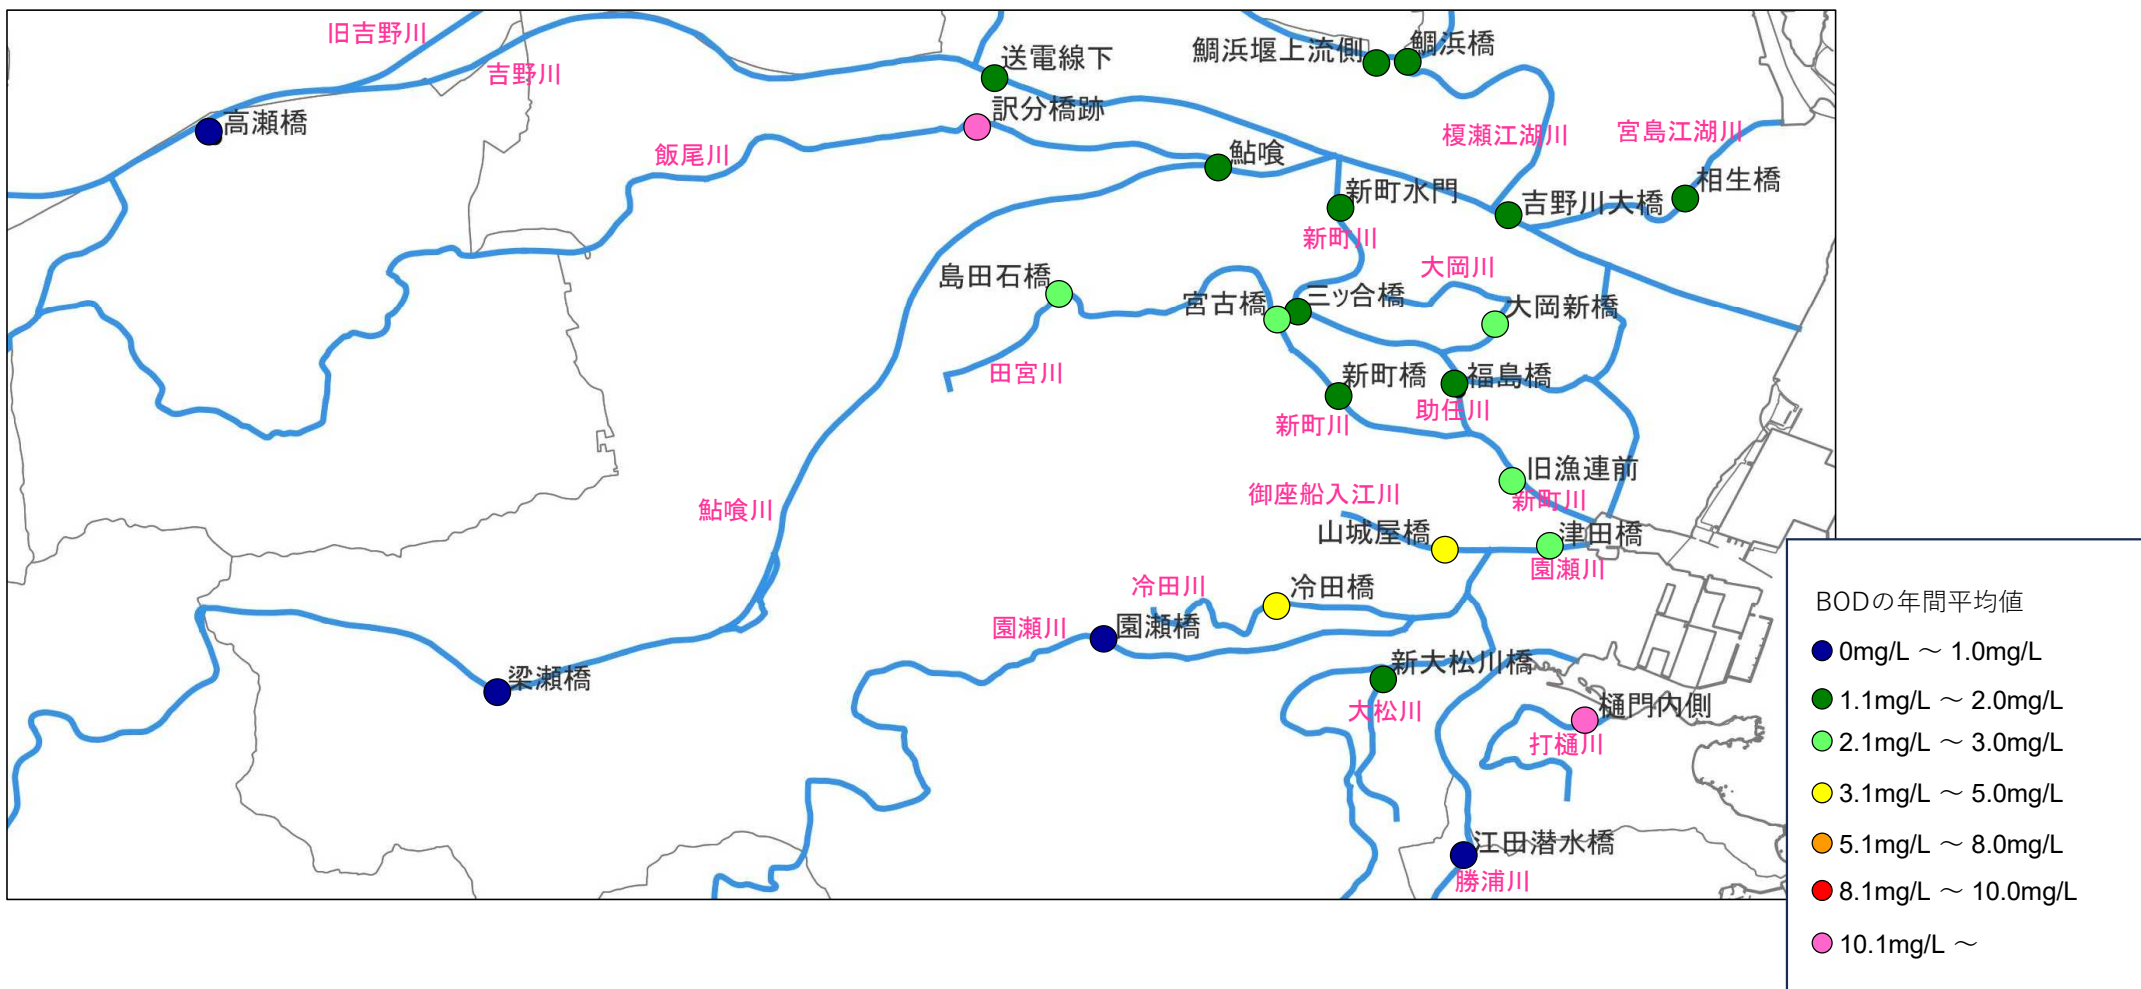 旧吉野川
吉野川
送電線下
鯛浜堰上流側
鯛浜橋
高瀬橋
訳分橋跡
飯尾川
鮎喰
榎瀬江湖川
宮島江湖川
相生橋
新町水門
吉野川大橋
新町川
大岡川
島田石橋
宮古橋
三ッ合橋
大岡新橋
田宮川
新町橋
福島橋
助任川
新町川
旧漁連前
新町川
鮎喰川
御座船入江川
山城屋橋
津田橋
園瀬川
冷田川
冷田橋
園瀬川
園瀬橋
梁瀬橋
新大松川橋
大松川
樋門内側
打樋川
江田潜水橋
勝浦川
BODの年間平均値
0mg/L ～ 1.0mg/L
1.1mg/L ～ 2.0mg/L
2.1mg/L ～ 3.0mg/L
3.1mg/L ～ 5.0mg/L
5.1mg/L ～ 8.0mg/L
8.1mg/L ～ 10.0mg/L
10.1mg/L ～